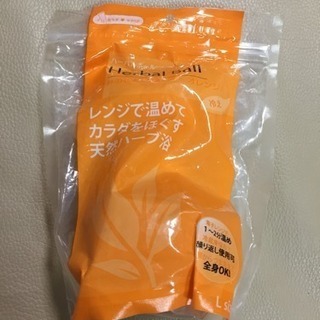 Herbal Ball
レンジで温めて
カラダをほぐす
天然ハーブ浴
1~2分温め
繰り返し使用可
全身OK!
L